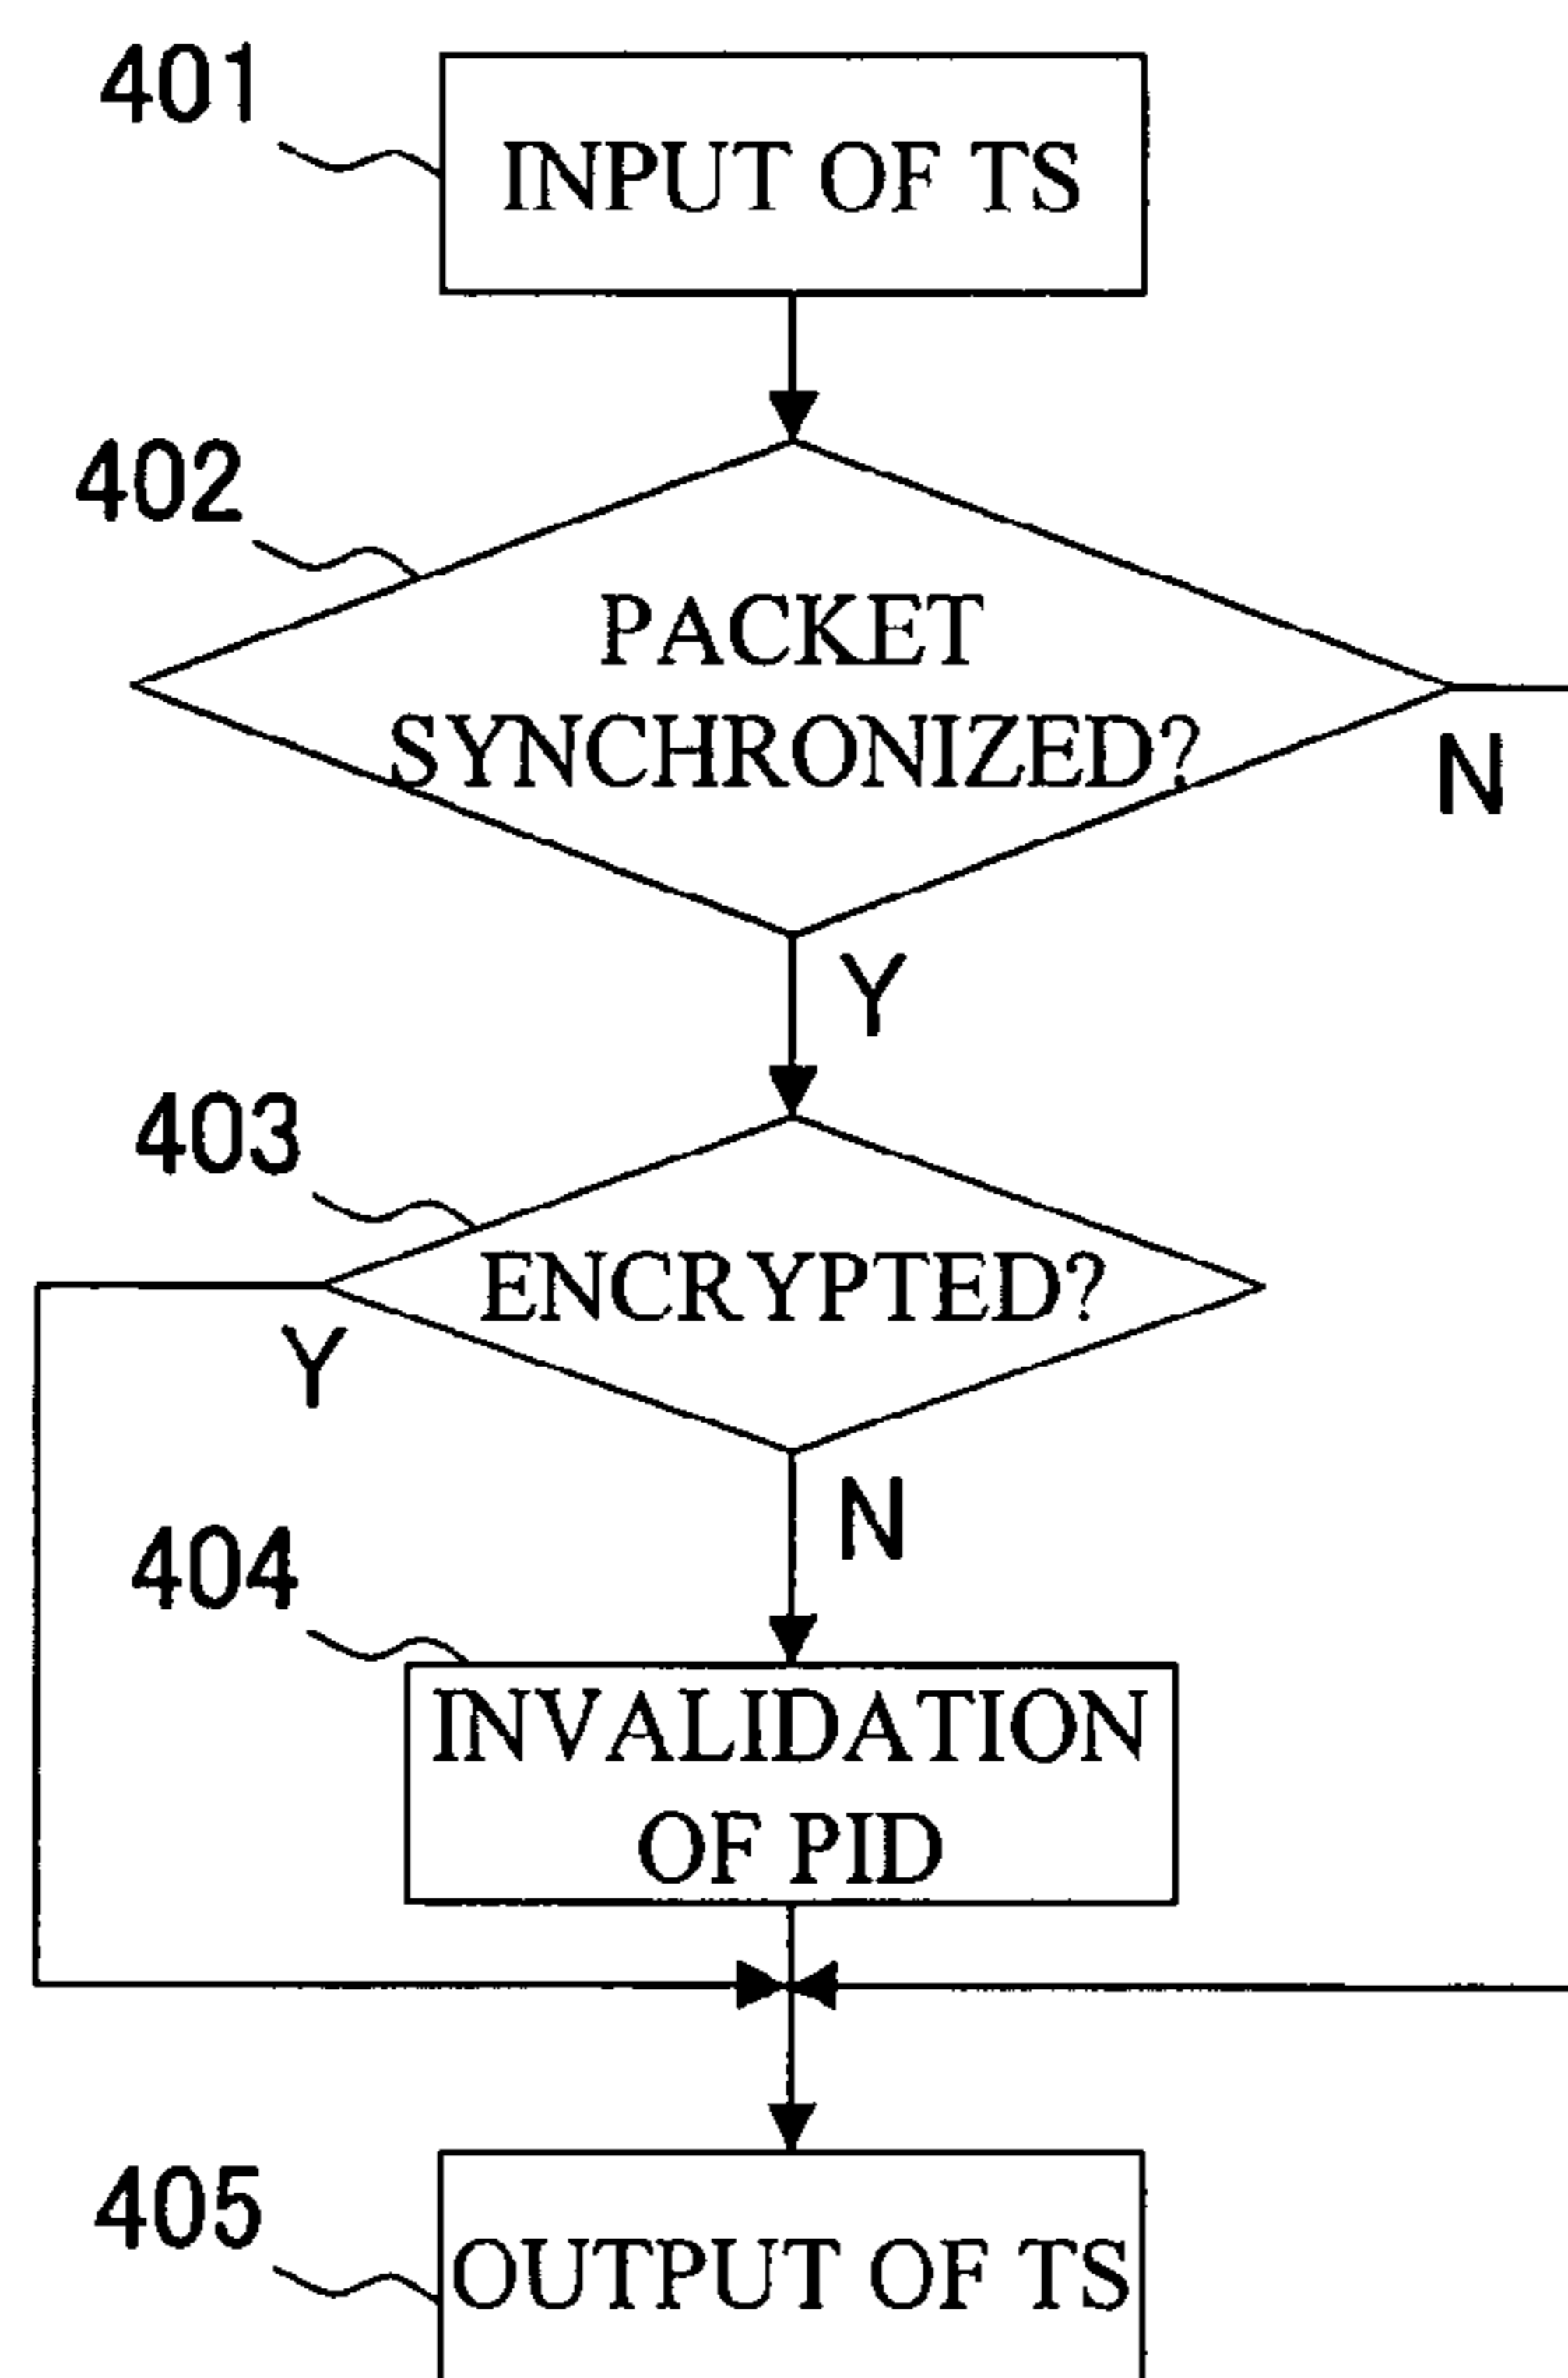 401
INPUT OF TS
402
PACKET
SYNCHRONIZED?
N
Y
403
ENCRYPTED?
Y
N
404
INVALIDATION
OF PID
405
OUTPUT OF TS